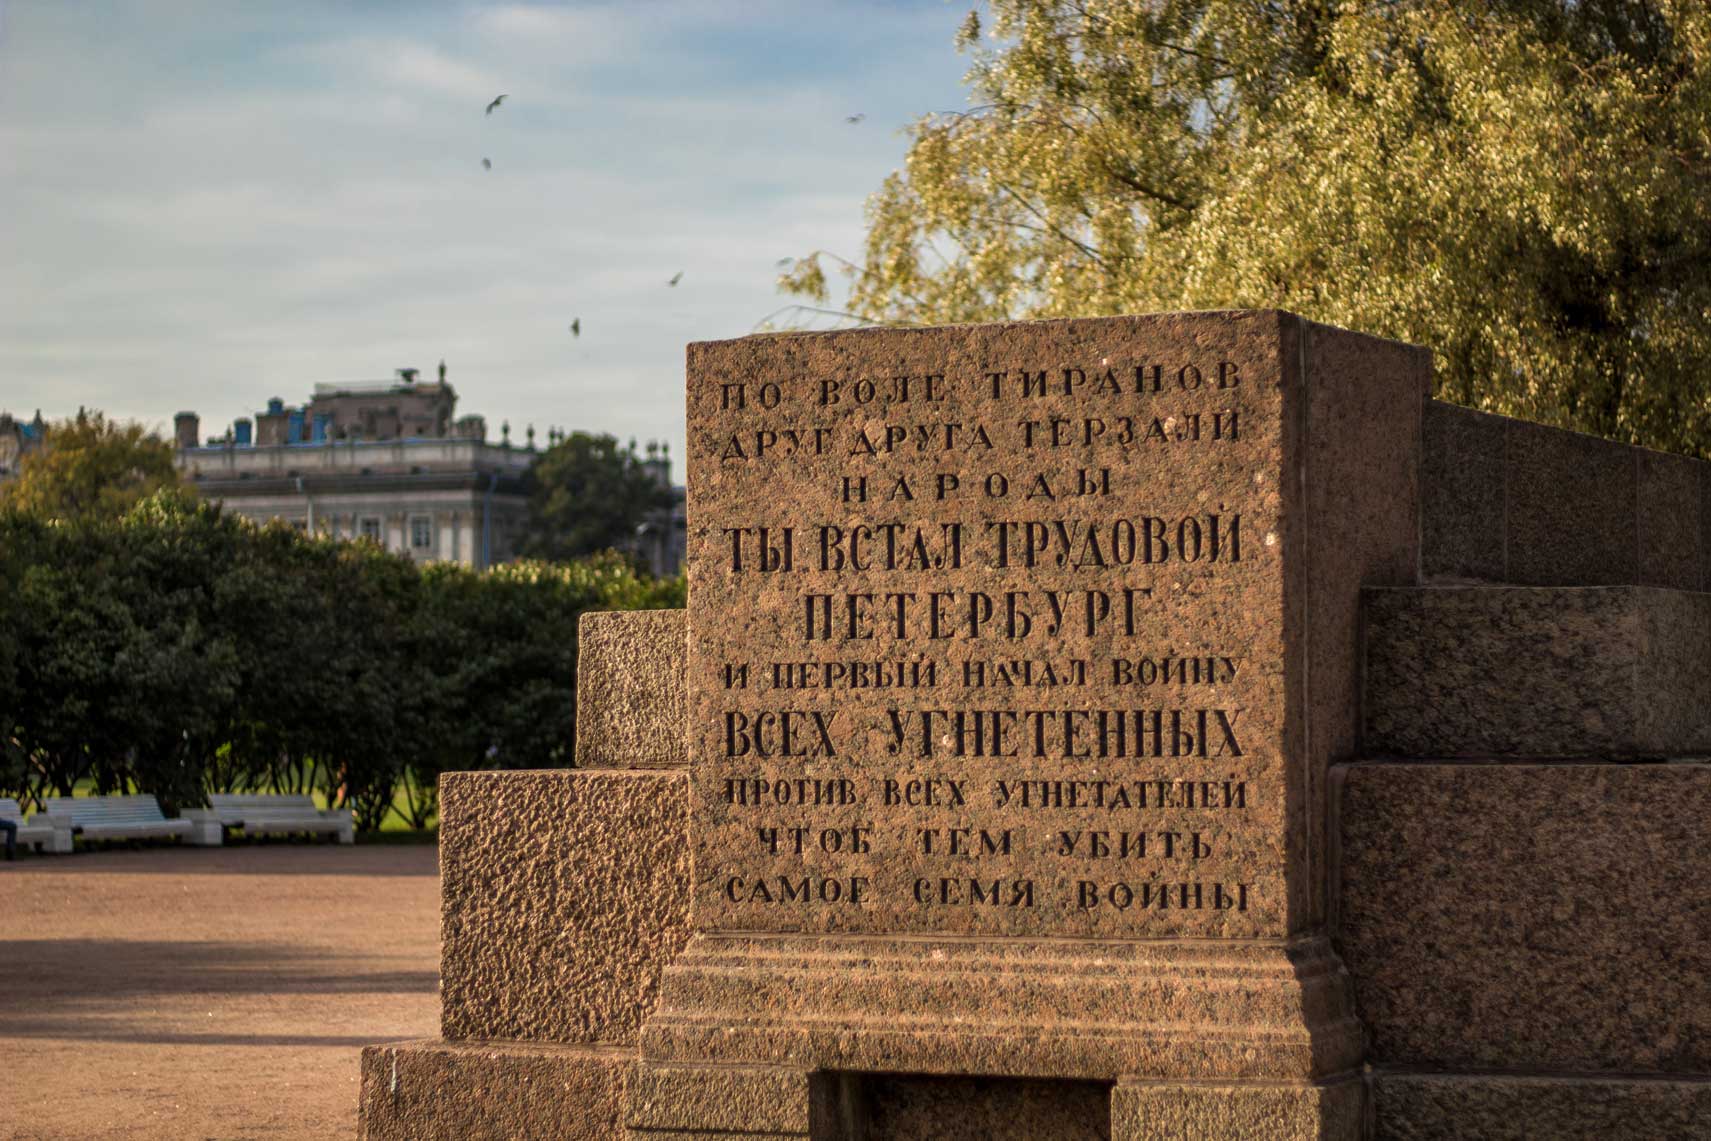 ПО ВОЛЕ ТИРАНОВ
ДРУГ ДРУГА ТЕРЗАЛИ
НАРОДЫ
ТЫ ВСТАЛ ТРУДОВОЙ
ПЕТЕРБУРГ
И ПЕРВЫЙ НАЧАЛ ВОЙНУ
ВСЕХ УГНЕТЕННЫХ
ПРОТИВ ВСЕХ УГНЕТАТЕЛЕЙ
ЧТОБ ТЕМ УБИТЬ
САМОЕ СЕМЯ ВОЙНЫ